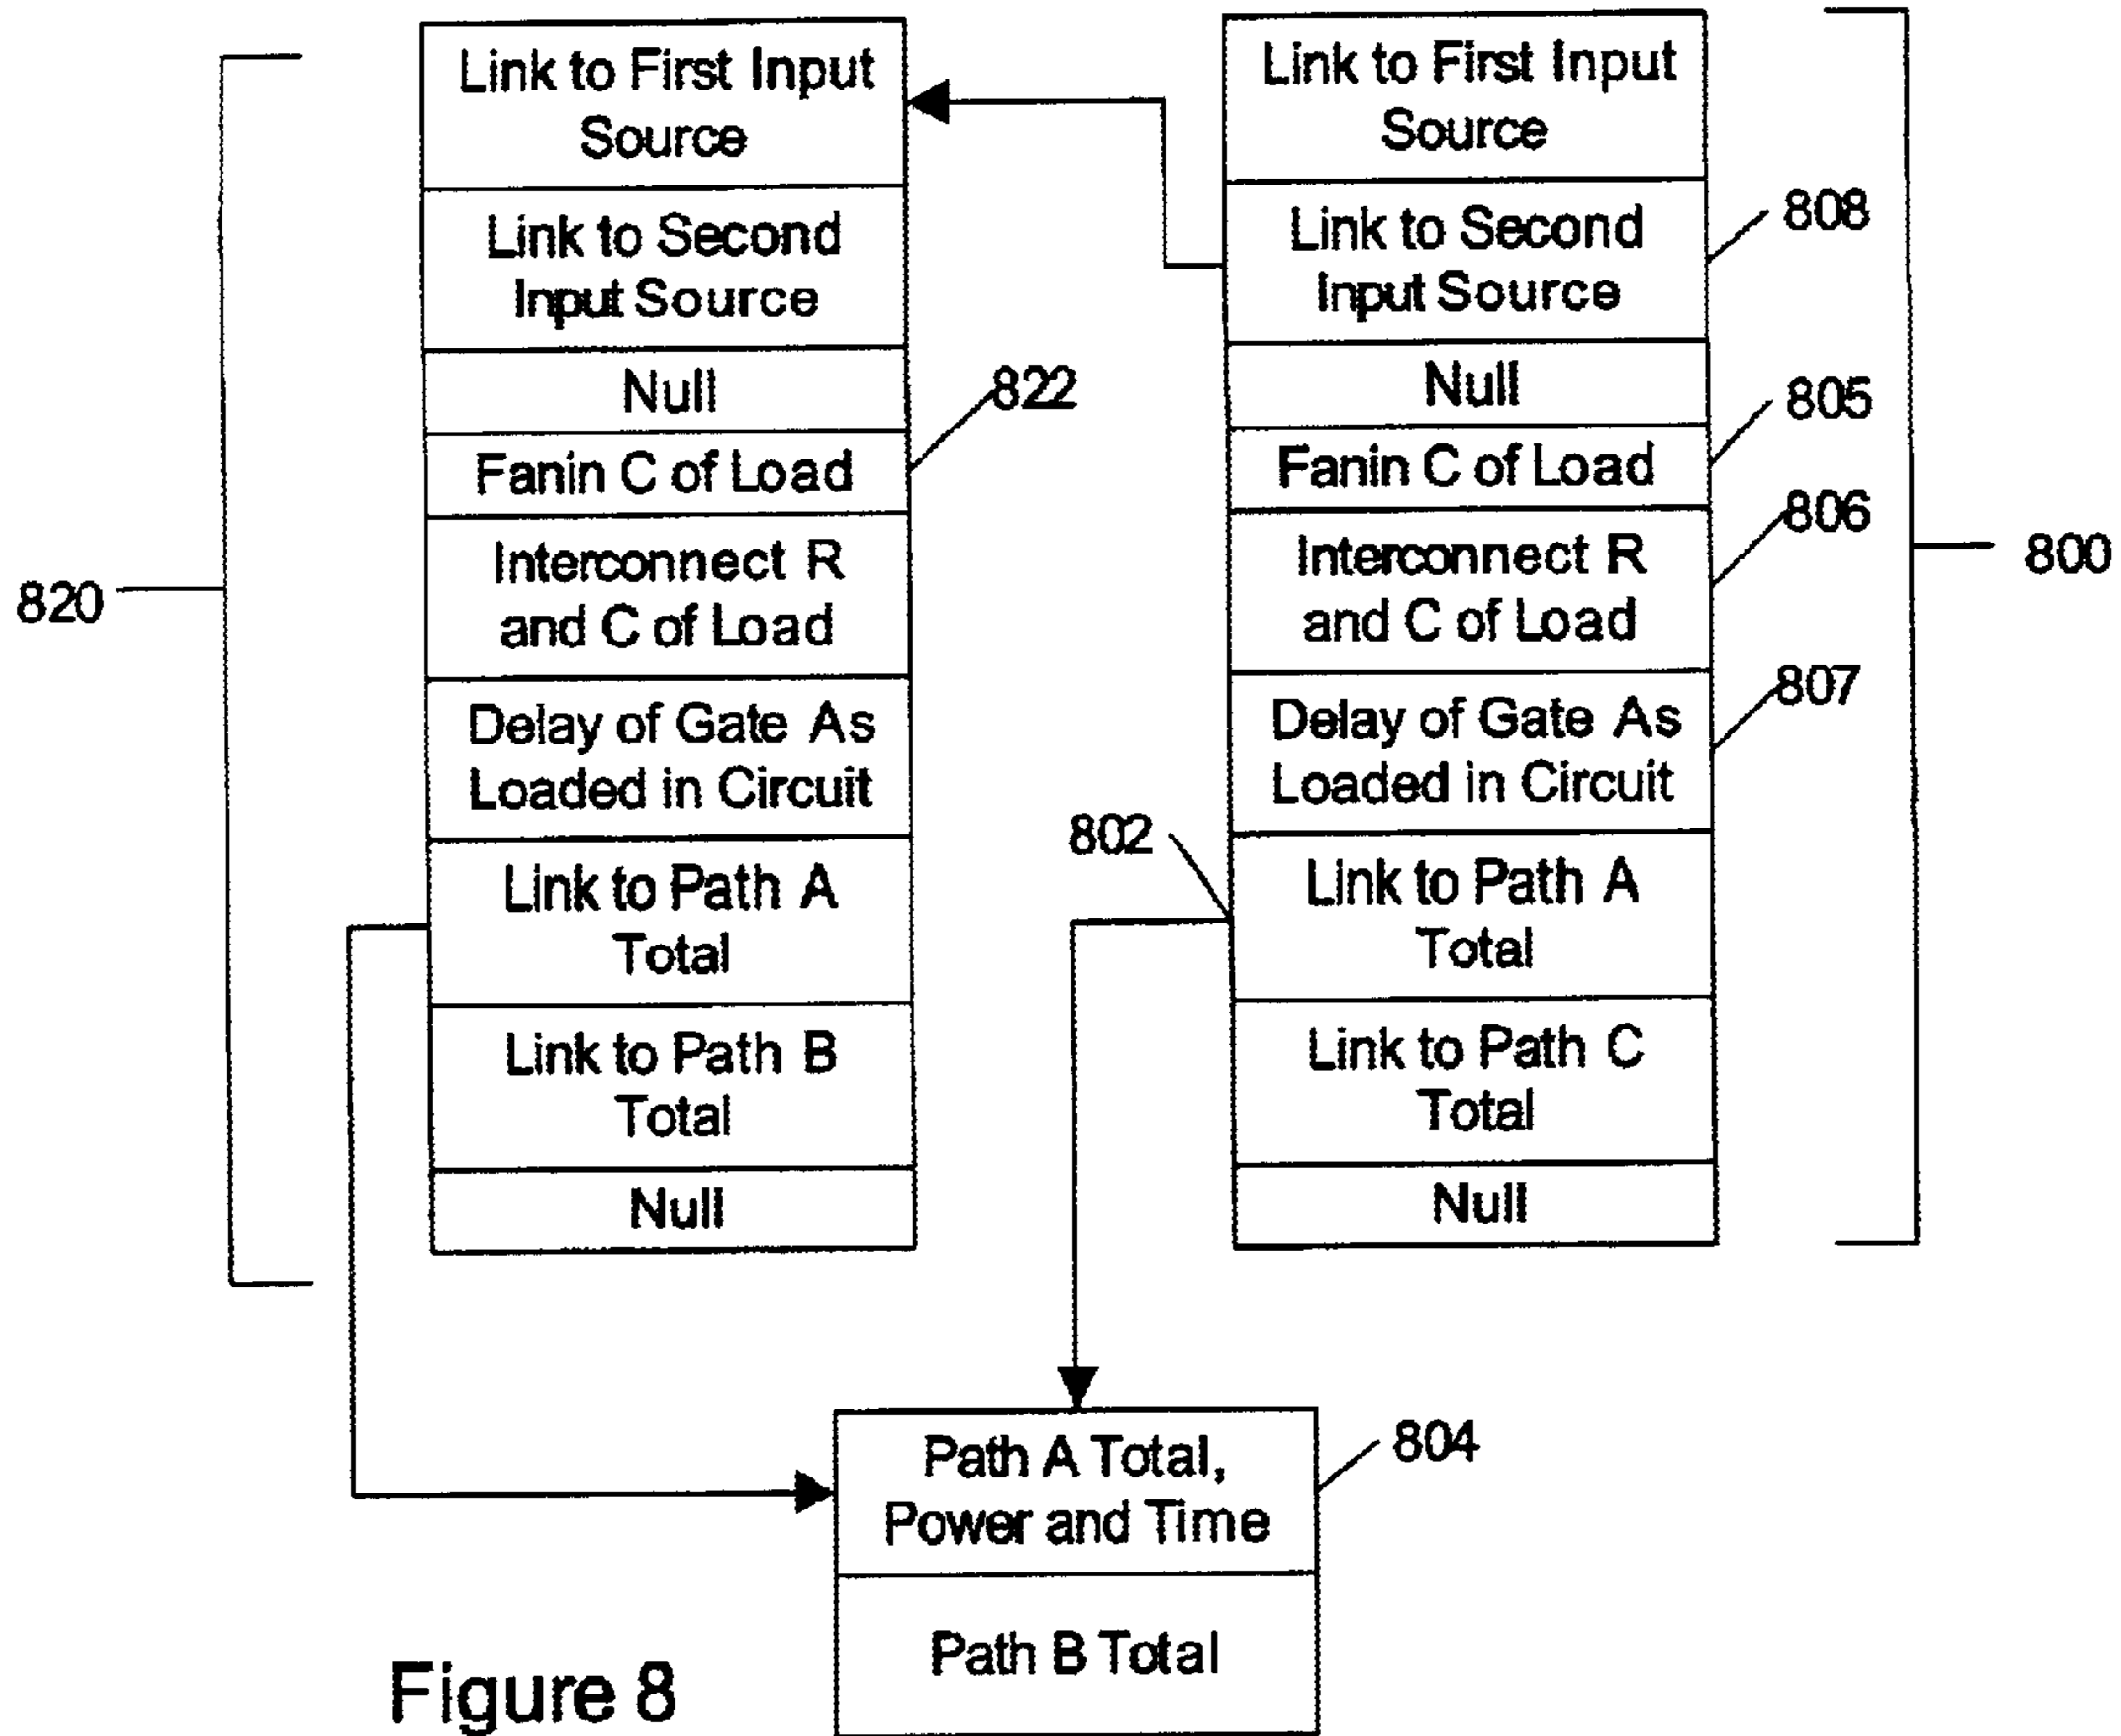 820
Link to First Input
Source
Link to Second
Input Source
Null
Fanin C of Load
822
Interconnect R
and C of Load
Delay of Gate As
Loaded in Circuit
Link to Path A
Total
Link to Path B
Total
Null
Link to First Input
Source
Link to Second
Input Source
808
Null
Fanin C of Load
805
Interconnect R
and C of Load
806
Delay of Gate As
Loaded in Circuit
807
802
Link to Path A
Total
Link to Path C
Total
Null
800
Path A Total,
Power and Time
804
Path B Total
Figure 8